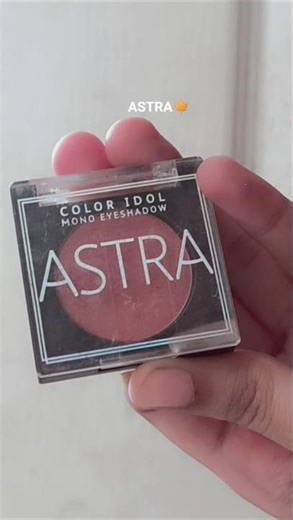 ASTRA🍁
COLOR IDOL
MONO EYESHADOW
ASTRA